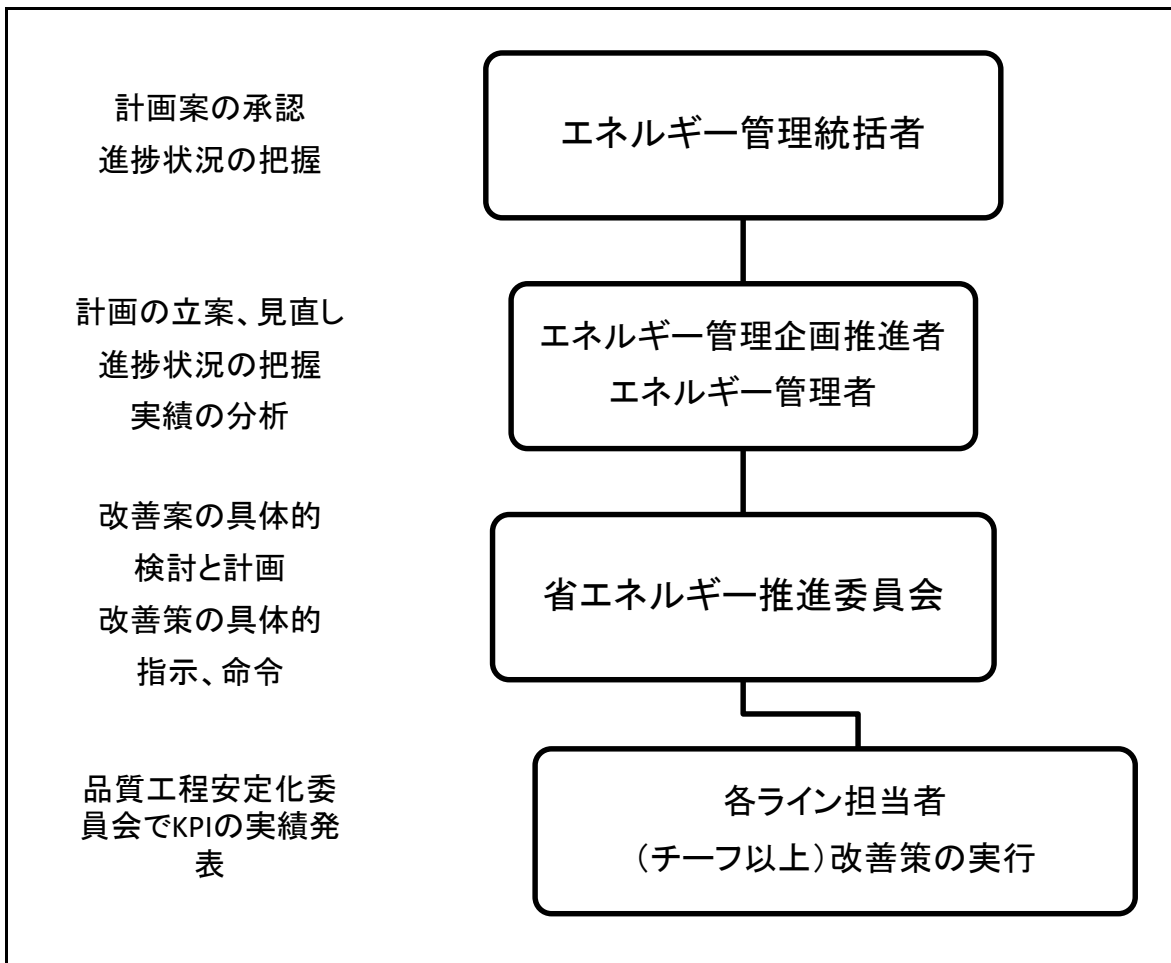 計画案の承認
進捗状況の把握
エネルギー管理統括者
計画の立案、見直し
進捗状況の把握
実績の分析
エネルギー管理企画推進者
エネルギー管理者
改善案の具体的
検討と計画
改善策の具体的
指示、命令
省エネルギー推進委員会
品質工程安定化委
員会でKPIの実績発
表
各ライン担当者
（チーフ以上）改善策の実行